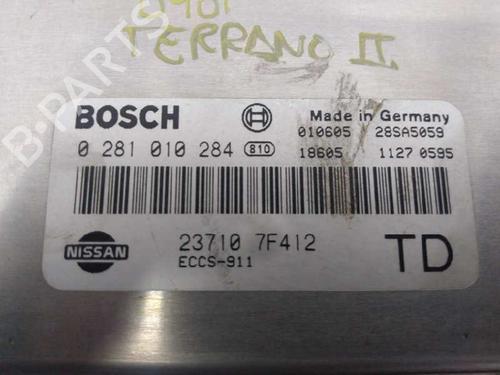 TERRANO II
BOSCH
Made in Germany
010605 28SA5059
0 281 010 284 810
18605 1127 0595
NISSAN
23710 7F412
ECCS-911
TD
B-PARTS